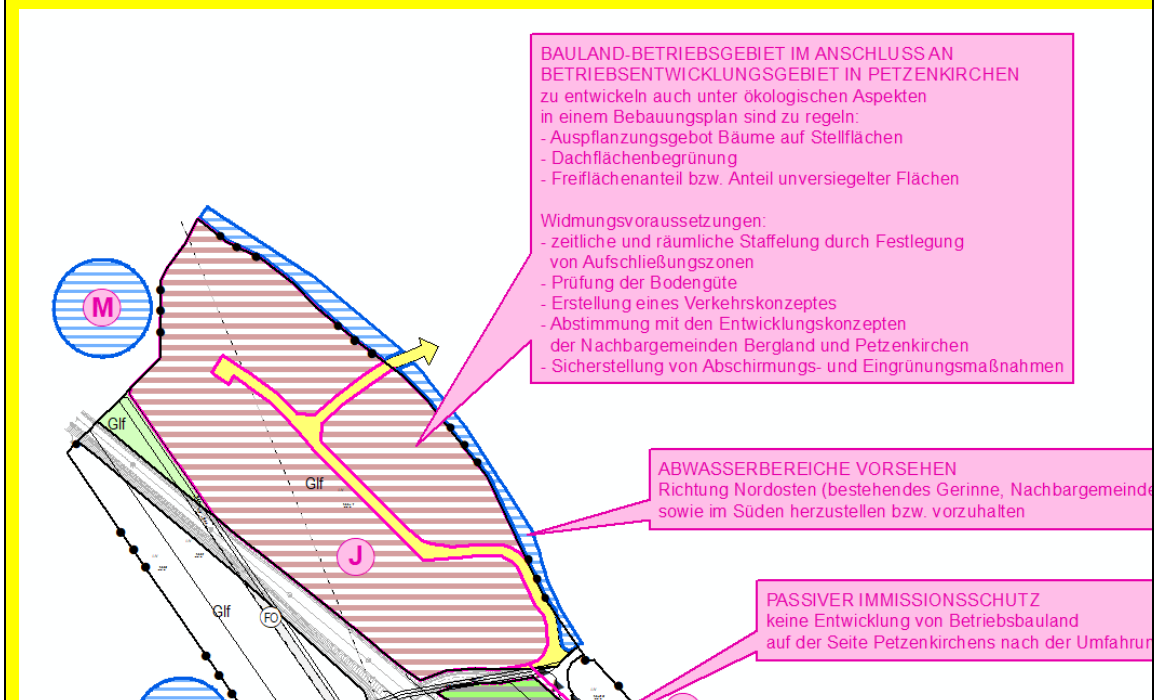 BAULAND-BETRIEBSGEBIET IM ANSCHLUSS AN
BETRIEBSENTWICKLUNGSGEBIET IN PETZENKIRCHEN
zu entwickeln auch unter ökologischen Aspekten
in einem Bebauungsplan sind zu regeln:
- Auspflanzungsgebot Bäume auf Stellflächen
- Dachflächenbegrünung
- Freiflächenanteil bzw. Anteil unversiegelter Flächen
Widmungsvoraussetzungen:
- zeitliche und räumliche Staffelung durch Festlegung
von Aufschließungszonen
- Prüfung der Bodengüte
- Erstellung eines Verkehrskonzeptes
- Abstimmung mit den Entwicklungskonzepten
der Nachbargemeinden Bergland und Petzenkirchen
- Sicherstellung von Abschirmungs- und Eingrünungsmaßnahmen
M
Glf
Glf
ABWASSERBEREICHE VORSEHEN
Richtung Nordosten (bestehendes Gerinne, Nachbargemeinde
sowie im Süden herzustellen bzw. vorzuhalten
J
PASSIVER IMMISSIONSSCHUTZ
keine Entwicklung von Betriebsbauland
auf der Seite Petzenkirchens nach der Umfahrun
Glf
FO